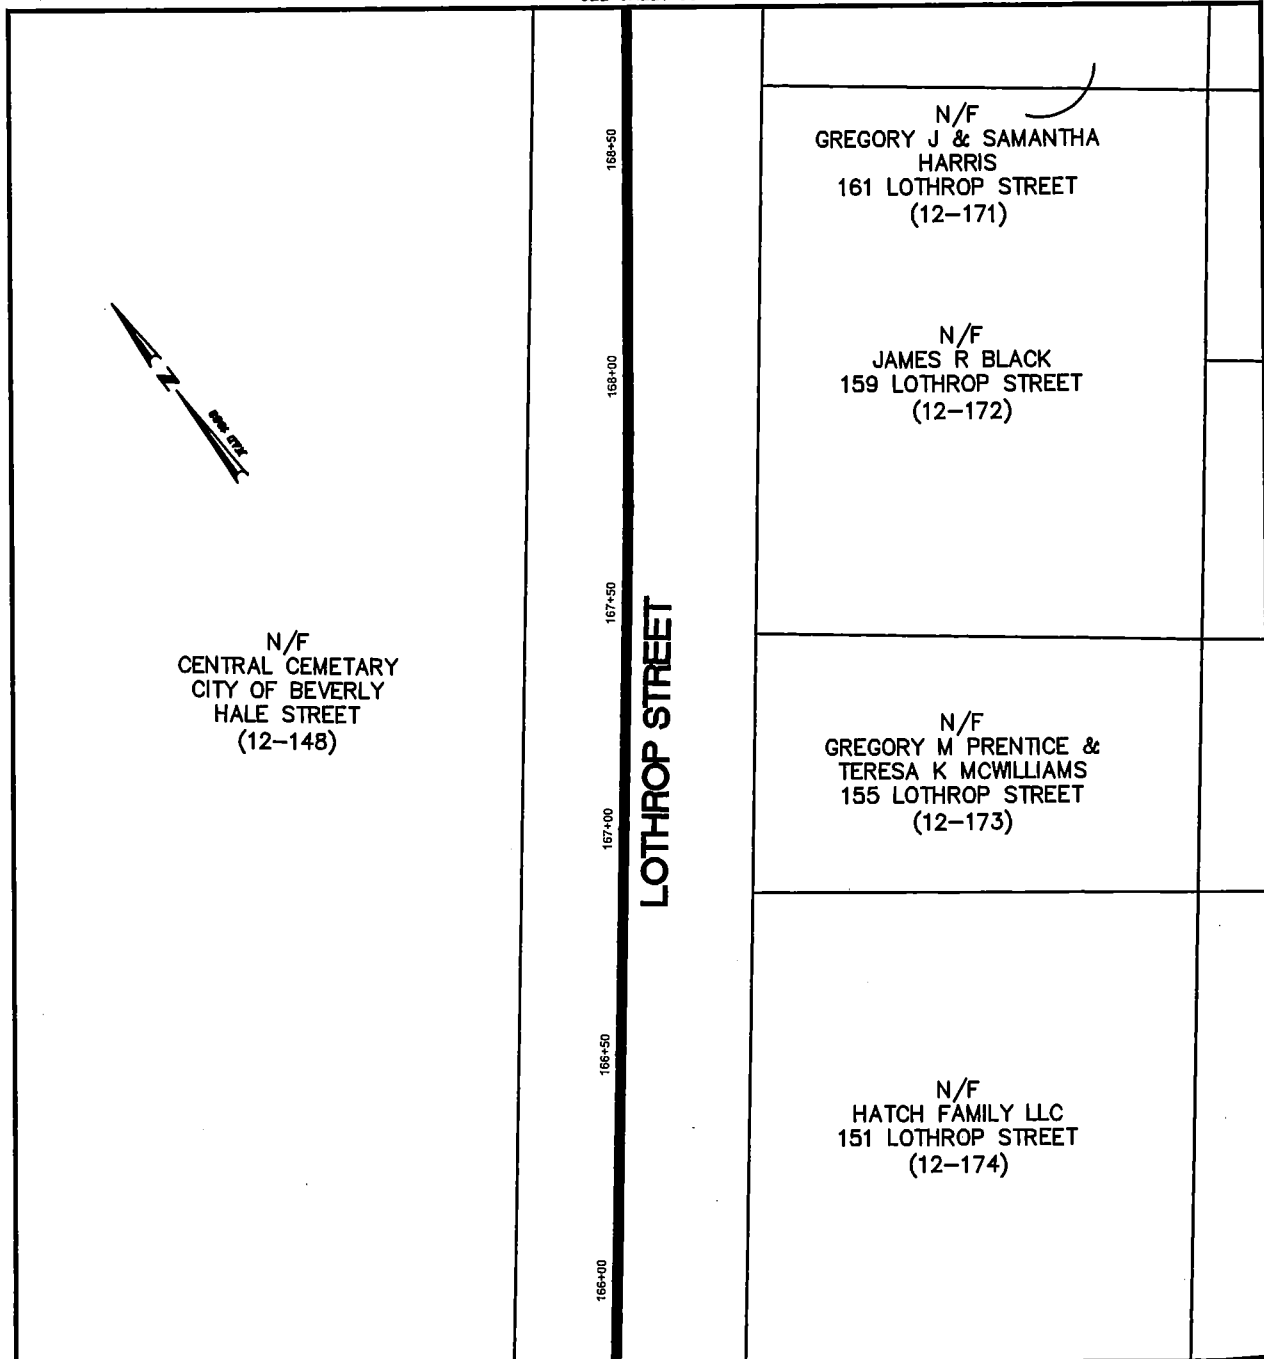 N/F
GREGORY J & SAMANTHA
HARRIS
161 LOTHROP STREET
(12-171)
168+50
N/F
JAMES R BLACK
159 LOTHROP STREET
(12-172)
168+00
N
167+50
LOTHROP STREET
N/F
CENTRAL CEMETARY
CITY OF BEVERLY
HALE STREET
(12-148)
N/F
GREGORY M PRENTICE &
TERESA K MCWILLIAMS
155 LOTHROP STREET
(12-173)
167+00
166+50
N/F
HATCH FAMILY LLC
151 LOTHROP STREET
(12-174)
166+00